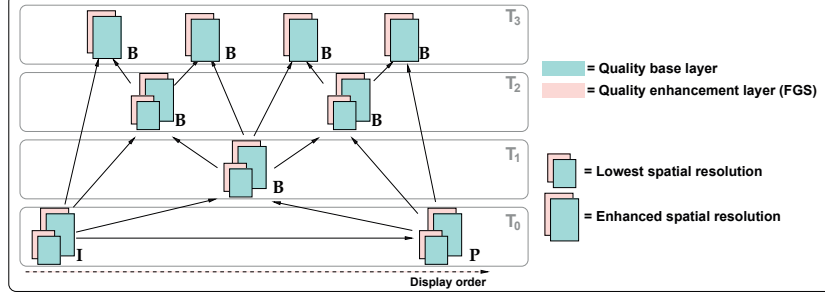 T3
B B B B
= Quality base layer
T2
= Quality enhancement layer (FGS)
B B
T1
B
= Lowest spatial resolution
T0
= Enhanced spatial resolution
I P
Display order